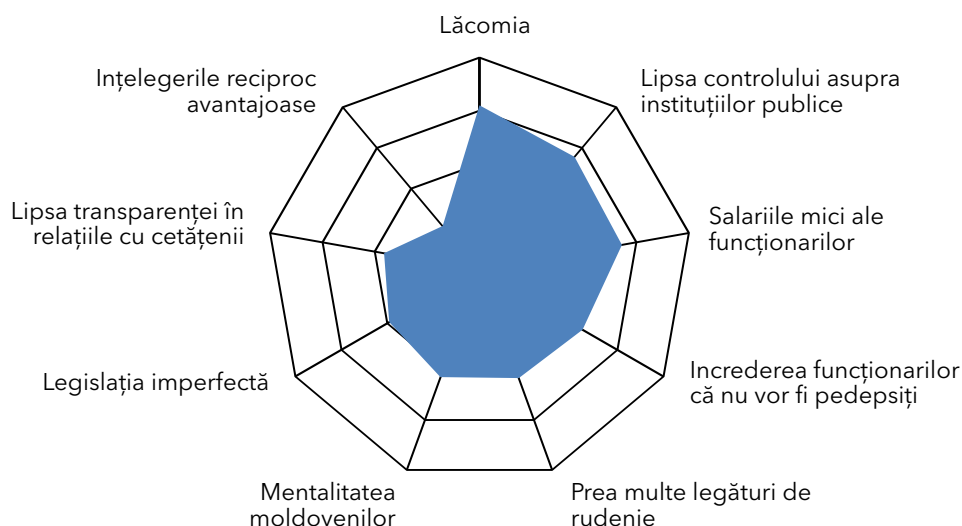 Lăcomia
Lipsa controlului asupra
instituțiilor publice
Salariile mici ale
funcționarilor
Increderea funcționarilor
că nu vor fi pedepsiți
Prea multe legături de
rudenie
Mentalitatea
moldovenilor
Legislația imperfectă
Lipsa transparenței în
relațiile cu cetățenii
Ințelegerile reciproc
avantajoase